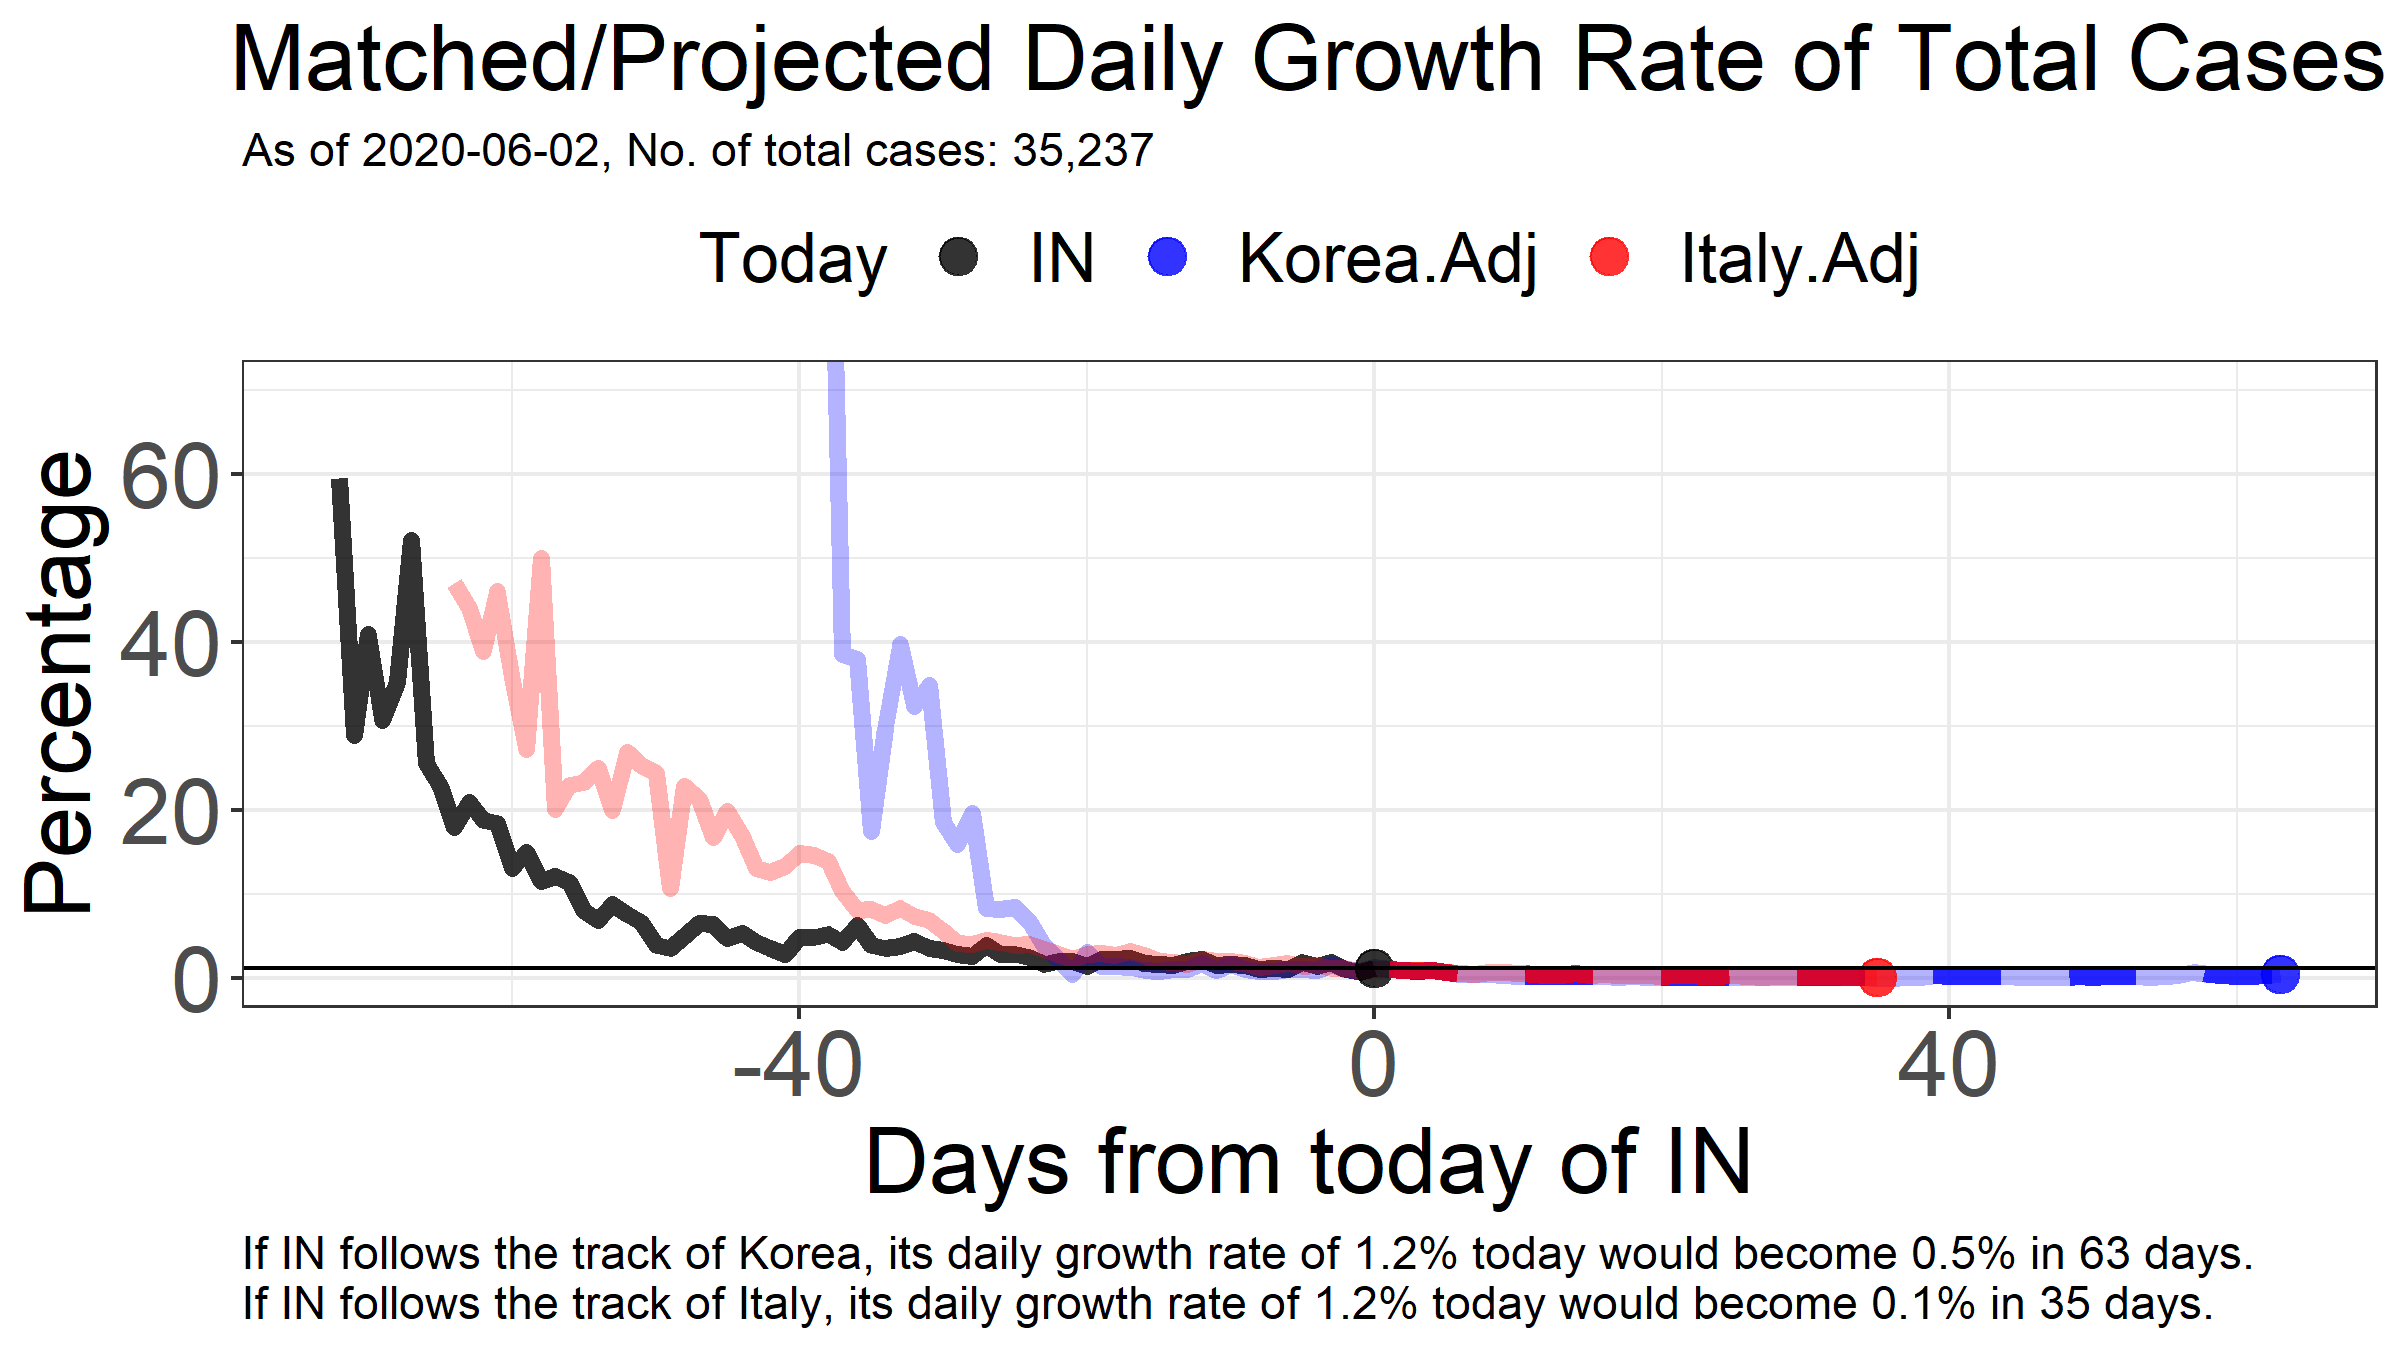 Matched/Projected Daily Growth Rate of Total Cases
As of 2020-06-02, No. of total cases: 35,237
Today IN Korea.Adj Italy.Adj
Percentage
60
40
20
0
-40 0 40
Days from today of IN
If IN follows the track of Korea, its daily growth rate of 1.2% today would become 0.5% in 63 days.
If IN follows the track of Italy, its daily growth rate of 1.2% today would become 0.1% in 35 days.